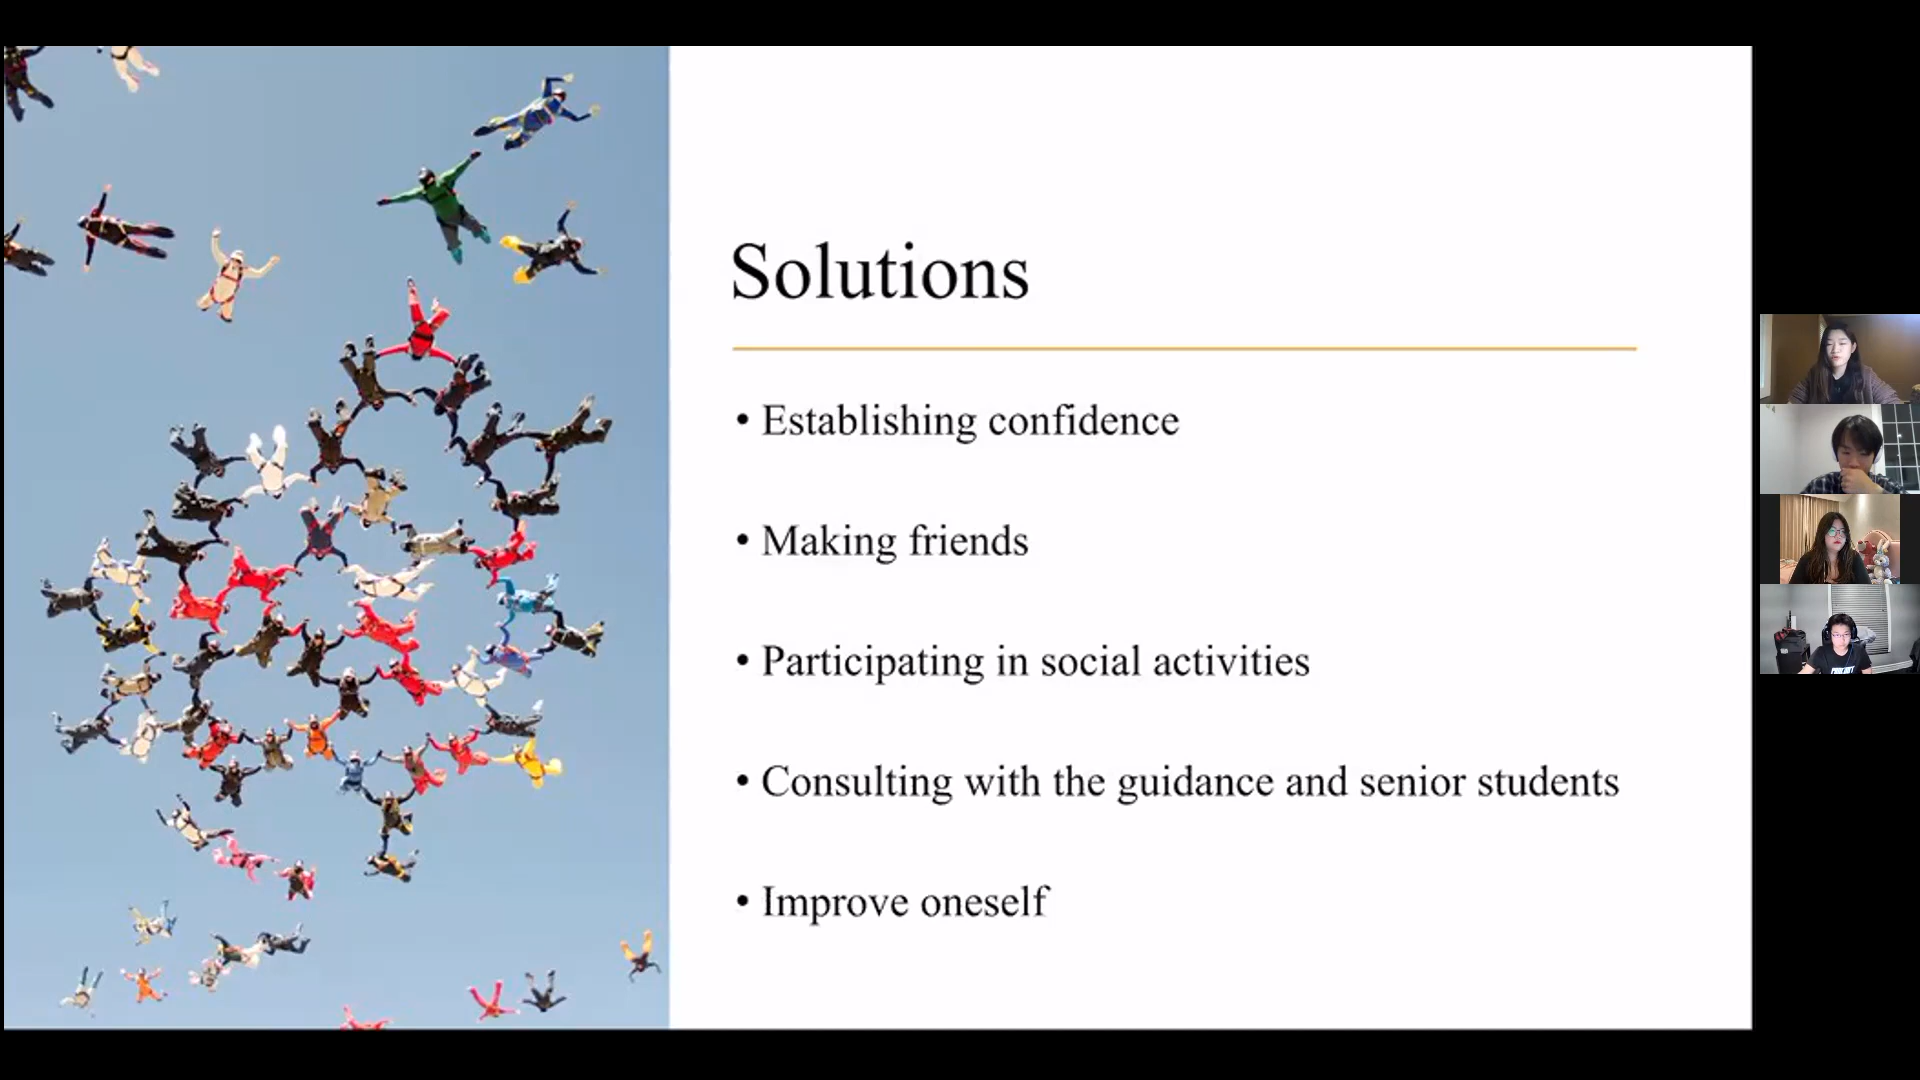 Solutions
• Establishing confidence
• Making friends
• Participating in social activities
• Consulting with the guidance and senior students
• Improve oneself